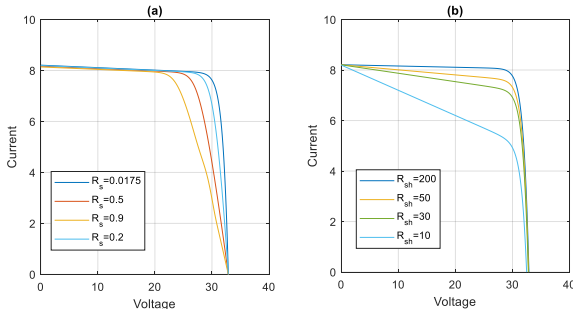 (a)
10
8
6
4
2
0
Current
R_s=0.0175
R_s=0.5
R_s=0.9
R_s=0.2
0 10 20 30 40
Voltage
(b)
10
8
6
4
2
0
Current
R_sh=200
R_sh=50
R_sh=30
R_sh=10
0 10 20 30 40
Voltage